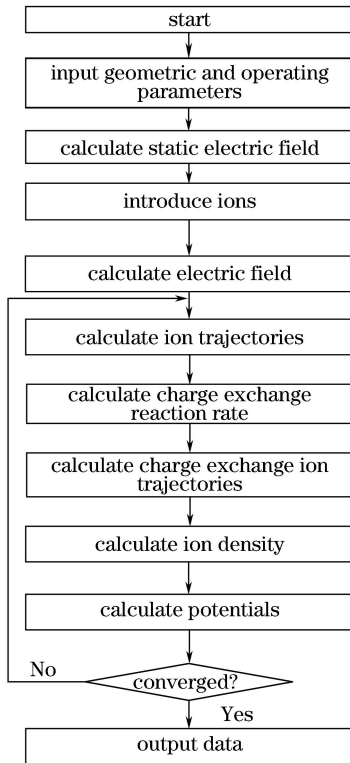 start
input geometric and operating
parameters
calculate static electric field
introduce ions
calculate electric field
calculate ion trajectories
calculate charge exchange
reaction rate
calculate charge exchange ion
trajectories
calculate ion density
calculate potentials
No
converged?
Yes
output data